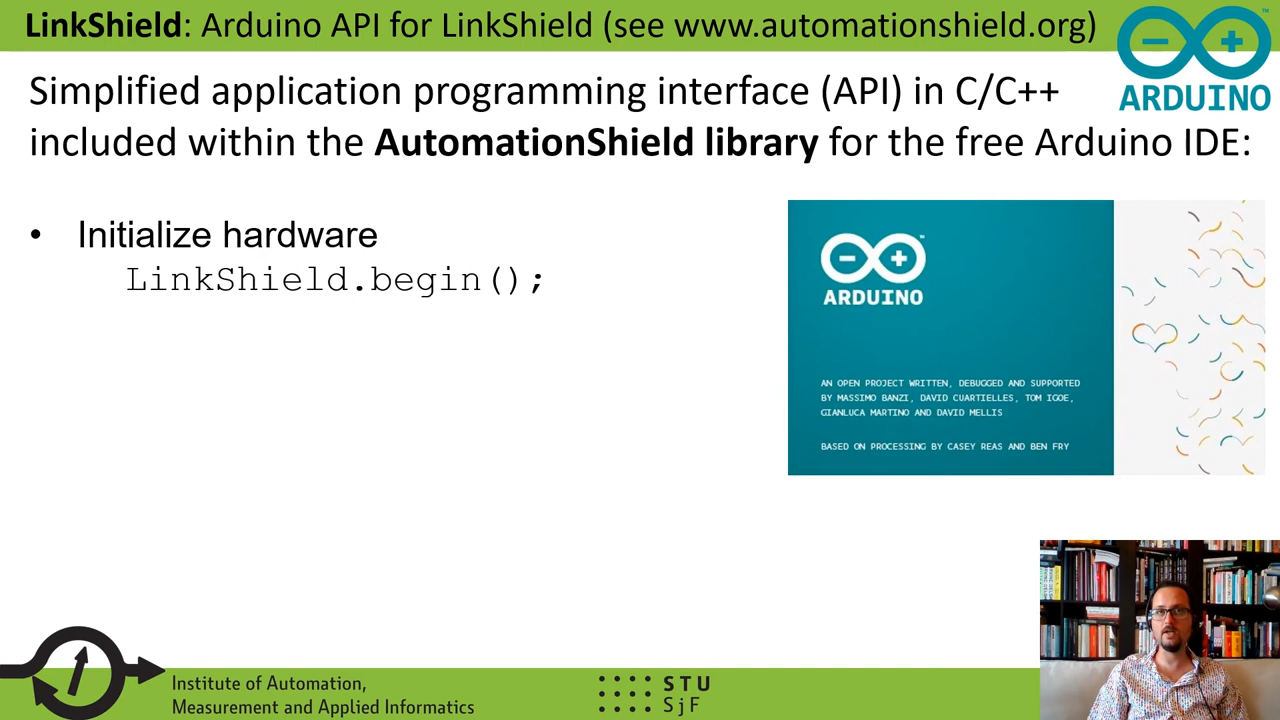 LinkShield: Arduino API for LinkShield (see www.automationshield.org)
ARDUINO
Simplified application programming interface (API) in C/C++
included within the AutomationShield library for the free Arduino IDE:
• Initialize hardware
LinkShield.begin();
ARDUINO
AN OPEN PROJECT WRITTEN, DEBUGGED AND SUPPORTED
BY MASSIMO BANZI, DAVID CUARTIELLES, TOM IGOE,
GIANLUCA MARTINO AND DAVID MELLIS
BASED ON PROCESSING BY CASEY REAS AND BEN FRY
Institute of Automation,
Measurement and Applied Informatics
STU
SjF